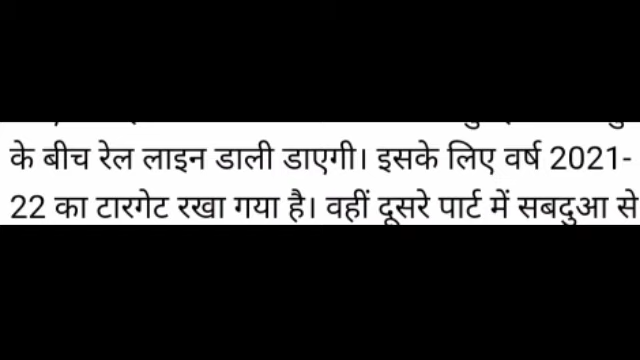 के बीच रेल लाइन डाली डाएगी। इसके लिए वर्ष 2021-
22 का टारगेट रखा गया है। वहीं दूसरे पार्ट में सबदुआ से